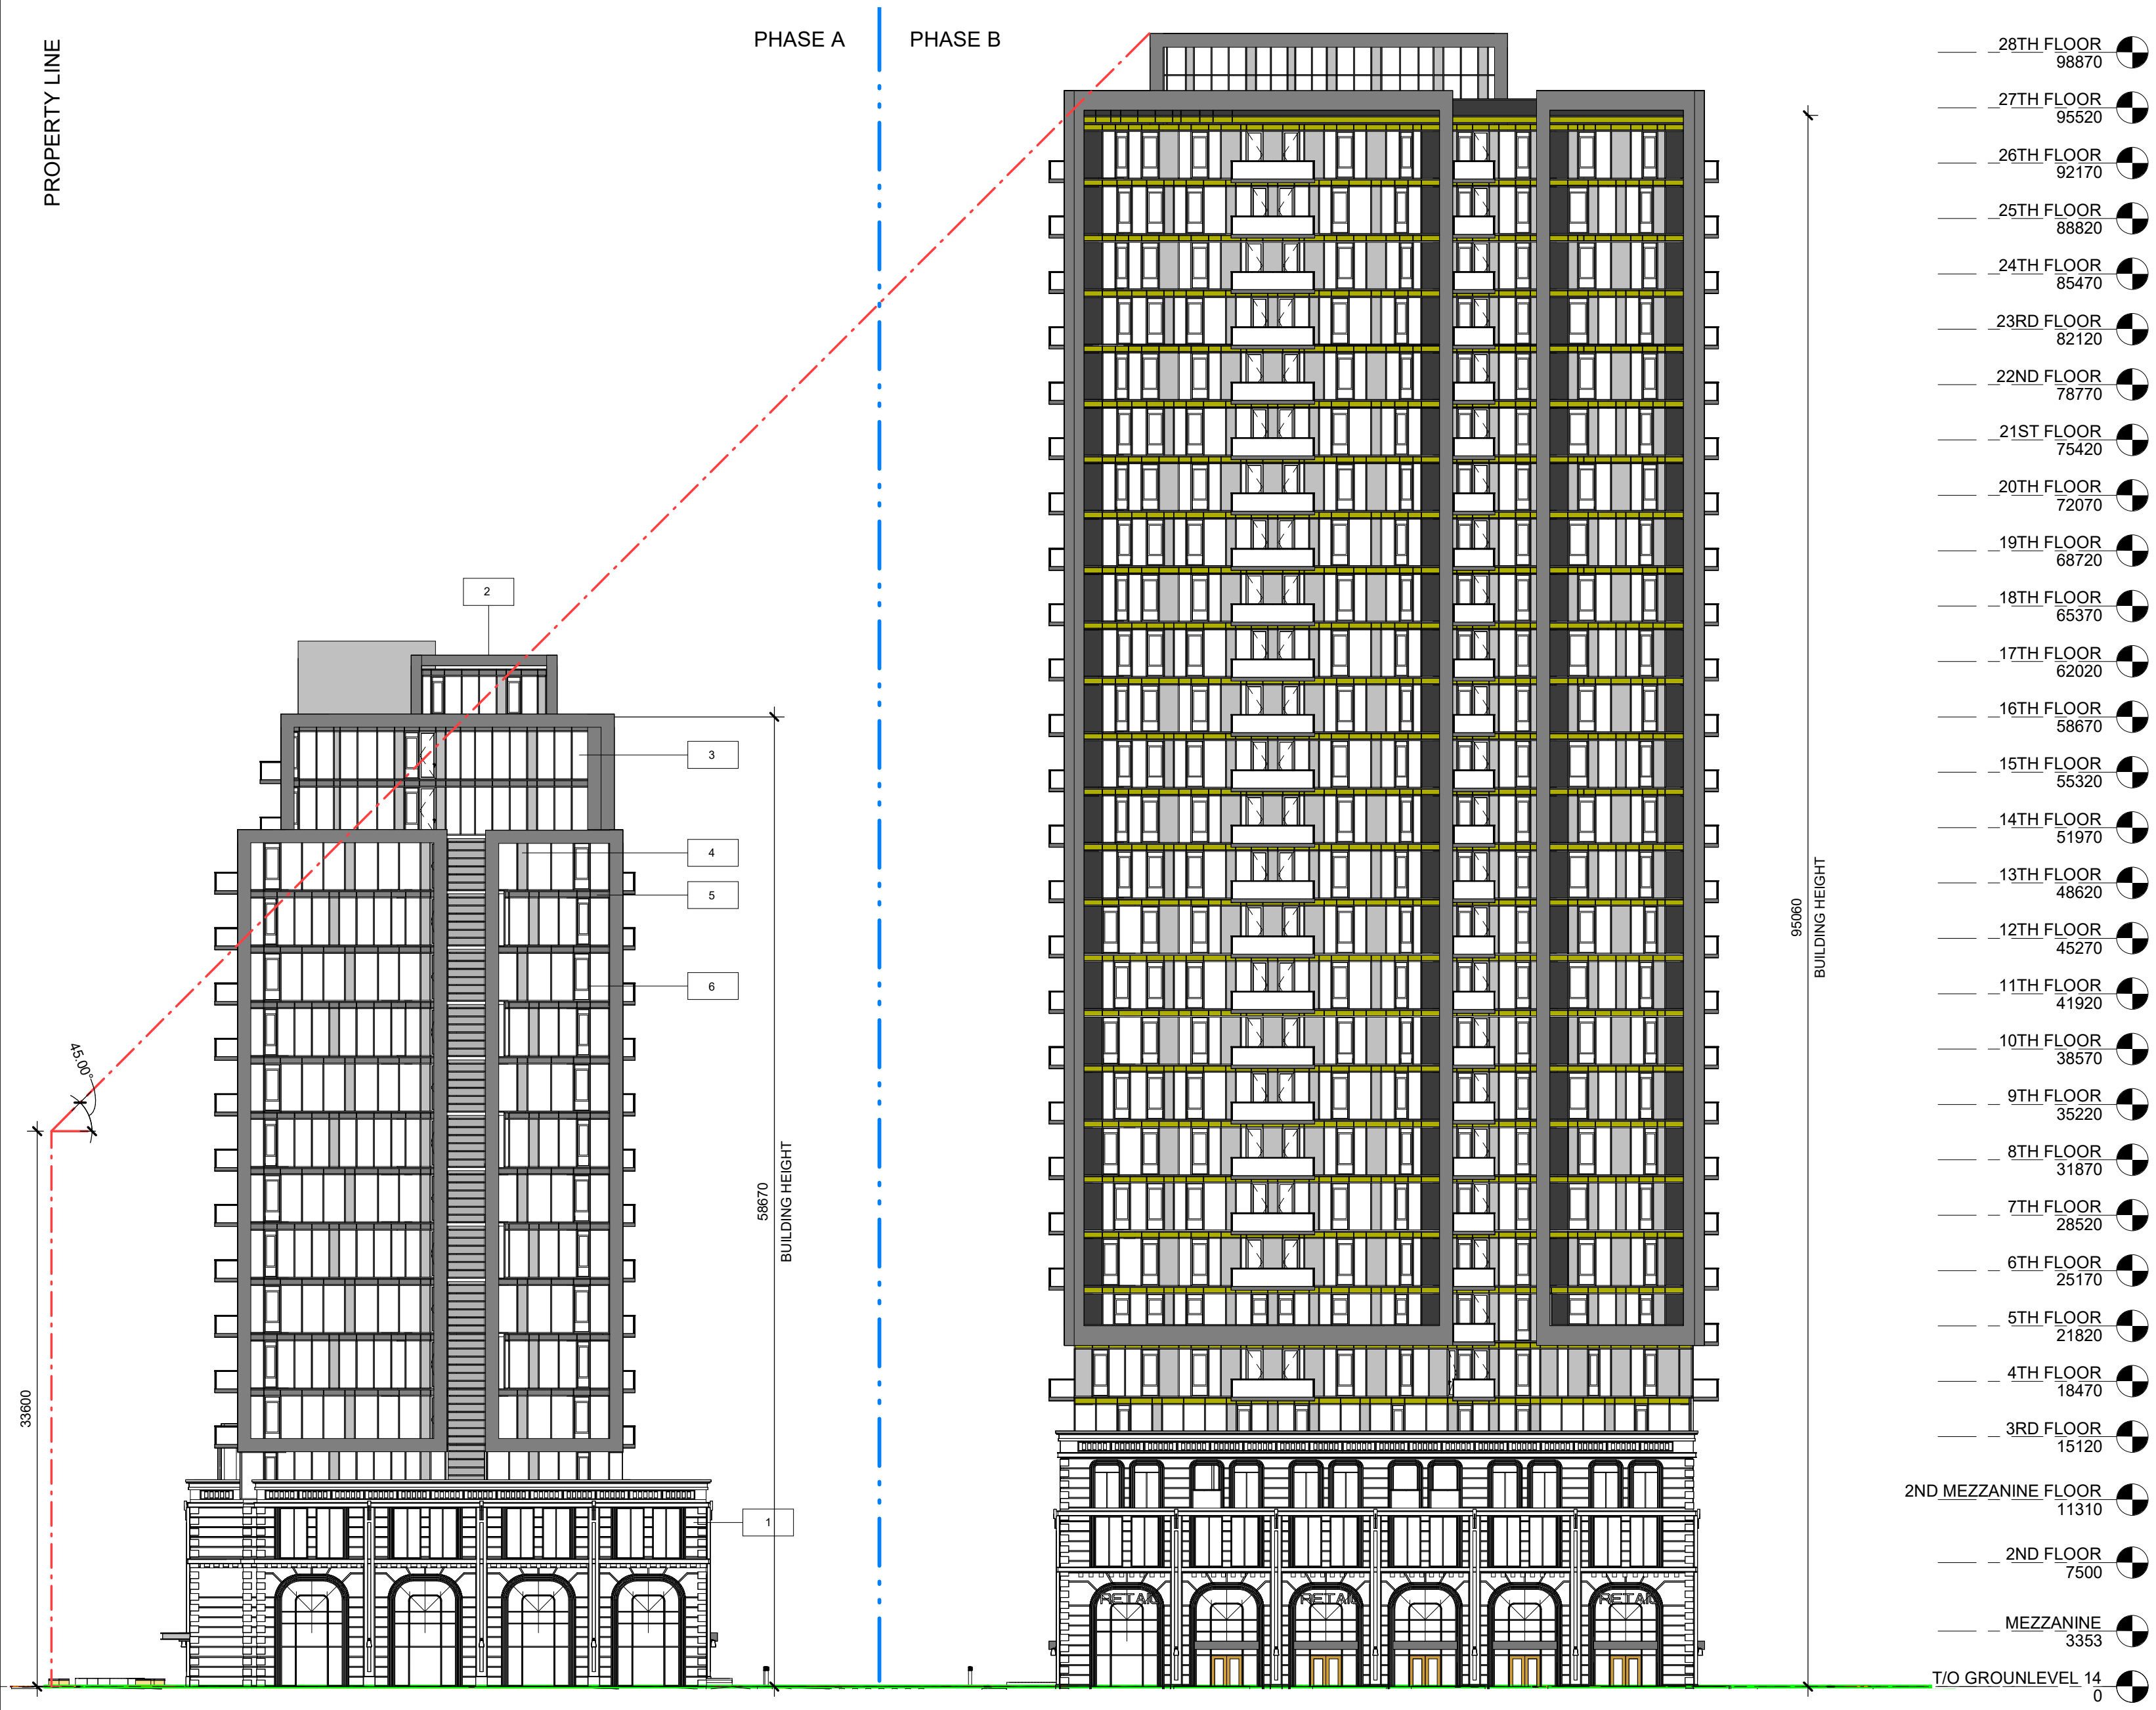 PROPERTY LINE
PHASE A
PHASE B
28TH FLOOR
98870
27TH FLOOR
95520
26TH FLOOR
92170
25TH FLOOR
88820
24TH FLOOR
85470
23RD FLOOR
82120
22ND FLOOR
78770
21ST FLOOR
75420
20TH FLOOR
72070
19TH FLOOR
68720
18TH FLOOR
65370
17TH FLOOR
62020
16TH FLOOR
58670
15TH FLOOR
55320
14TH FLOOR
51970
13TH FLOOR
48620
12TH FLOOR
45270
11TH FLOOR
41920
10TH FLOOR
38570
9TH FLOOR
35220
8TH FLOOR
31870
7TH FLOOR
28520
6TH FLOOR
25170
5TH FLOOR
21820
4TH FLOOR
18470
3RD FLOOR
15120
2ND MEZZANINE FLOOR
11310
2ND FLOOR
7500
MEZZANINE
3353
T/O GROUNLEVEL 14
0
2
3
4
5
6
1
45.00°
33600
58670
BUILDING HEIGHT
95060
BUILDING HEIGHT
RETAIL
RETAIL
RETAIL